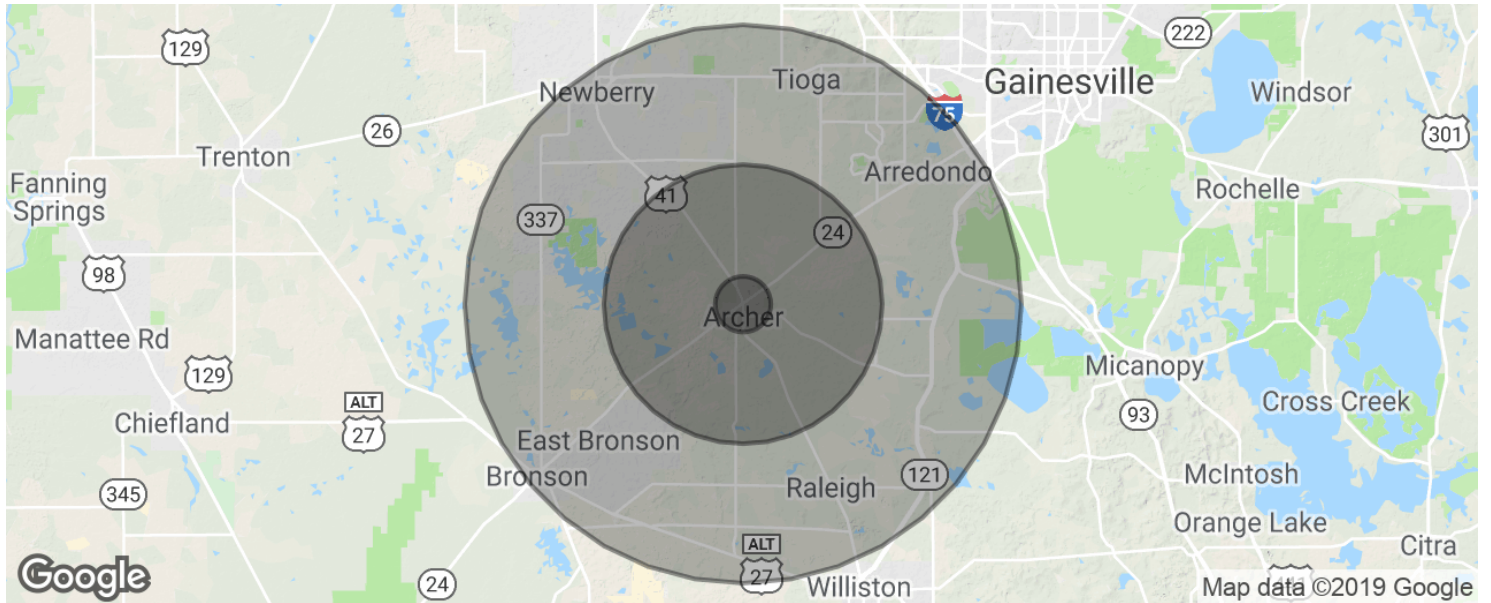 222
129
Tioga
Gainesville
Newberry
Windsor
75
26
301
Trenton
Arredondo
Fanning
Springs
Rochelle
41
337
24
98
Archer
Manattee Rd
Micanopy
129
ALT
27
Cross Creek
93
Chiefland
East Bronson
Bronson
McIntosh
121
345
Raleigh
Orange Lake
ALT
27
Citra
Google
24
Williston
Map data ©2019 Google